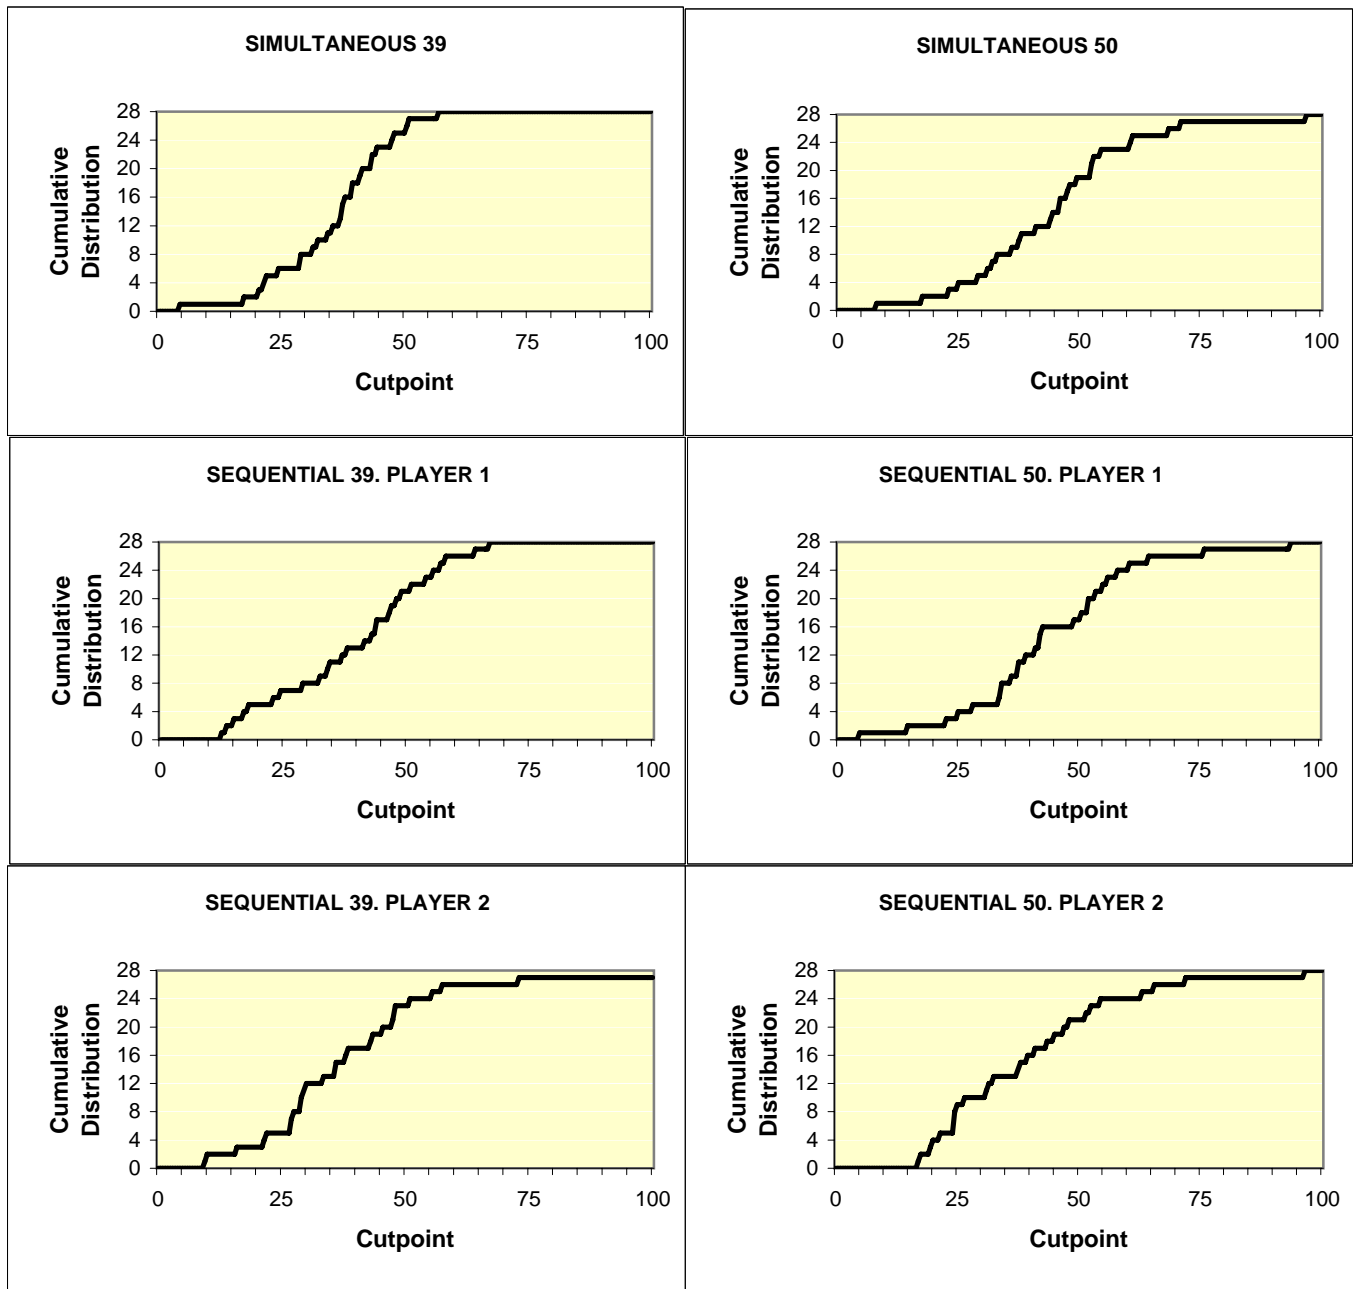 SIMULTANEOUS 39
28
24
20
16
12
8
4
0
Cumulative
Distribution
0 25 50 75 100
Cutpoint
SIMULTANEOUS 50
28
24
20
16
12
8
4
0
Cumulative
Distribution
0 25 50 75 100
Cutpoint
SEQUENTIAL 39. PLAYER 1
28
24
20
16
12
8
4
0
Cumulative
Distribution
0 25 50 75 100
Cutpoint
SEQUENTIAL 50. PLAYER 1
28
24
20
16
12
8
4
0
Cumulative
Distribution
0 25 50 75 100
Cutpoint
SEQUENTIAL 39. PLAYER 2
28
24
20
16
12
8
4
0
Cumulative
Distribution
0 25 50 75 100
Cutpoint
SEQUENTIAL 50. PLAYER 2
28
24
20
16
12
8
4
0
Cumulative
Distribution
0 25 50 75 100
Cutpoint